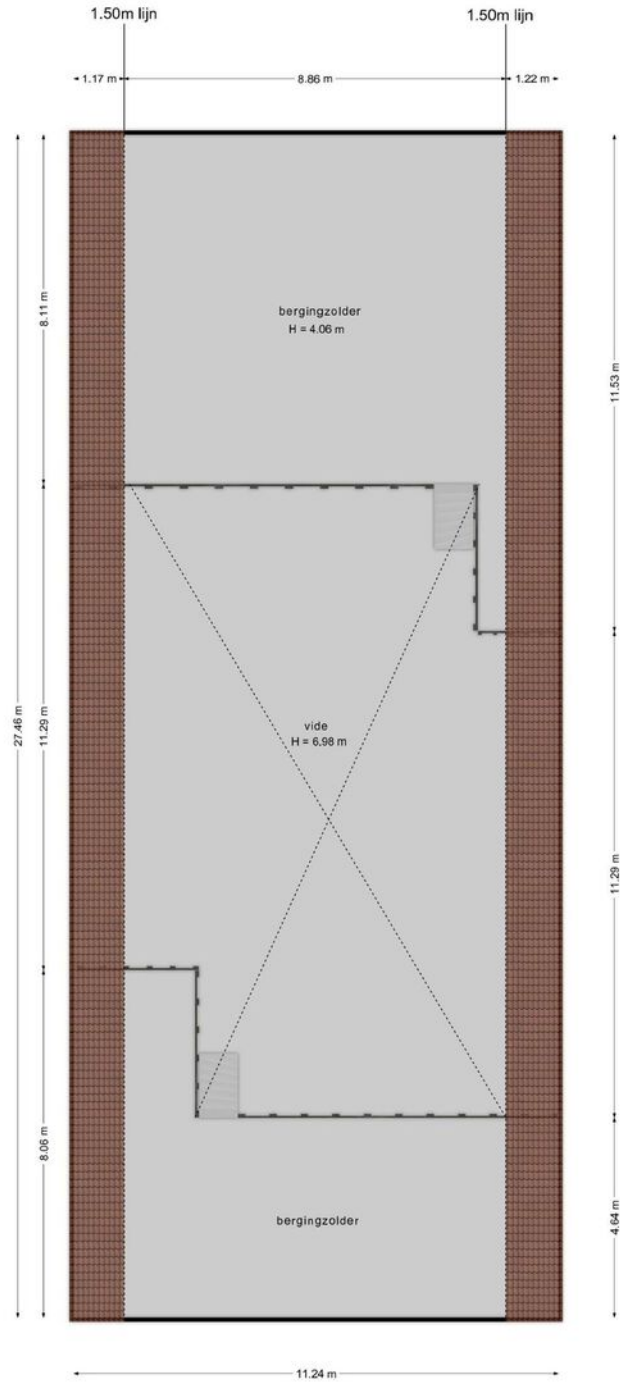 1.50m lijn
1.50m lijn
1.17 m
8.86 m
1.22 m
8.11 m
bergingzolder
H = 4.06 m
11.53 m
27.46 m
11.29 m
vide
H = 6.98 m
11.29 m
8.06 m
4.64 m
bergingzolder
11.24 m